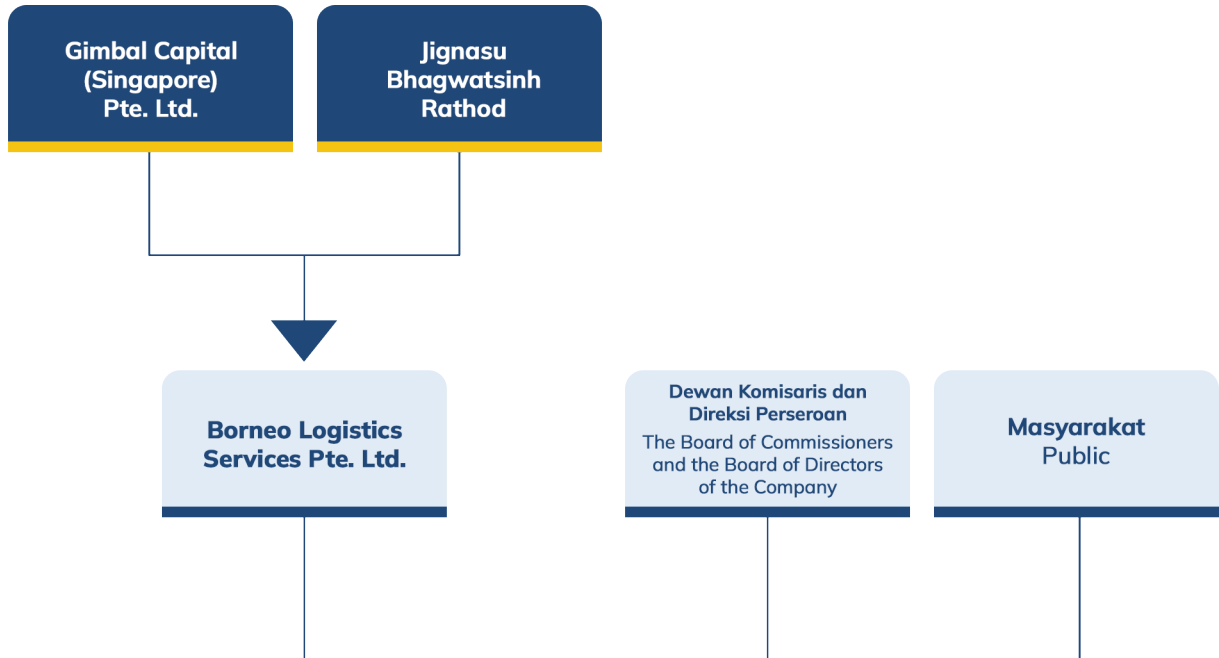 Gimbal Capital
(Singapore)
Pte. Ltd.
Jignasu
Bhagwatsinh
Rathod
Borneo Logistics
Services Pte. Ltd.
Dewan Komisaris dan
Direksi Perseroan
The Board of Commissioners
and the Board of Directors
of the Company
Masyarakat
Public